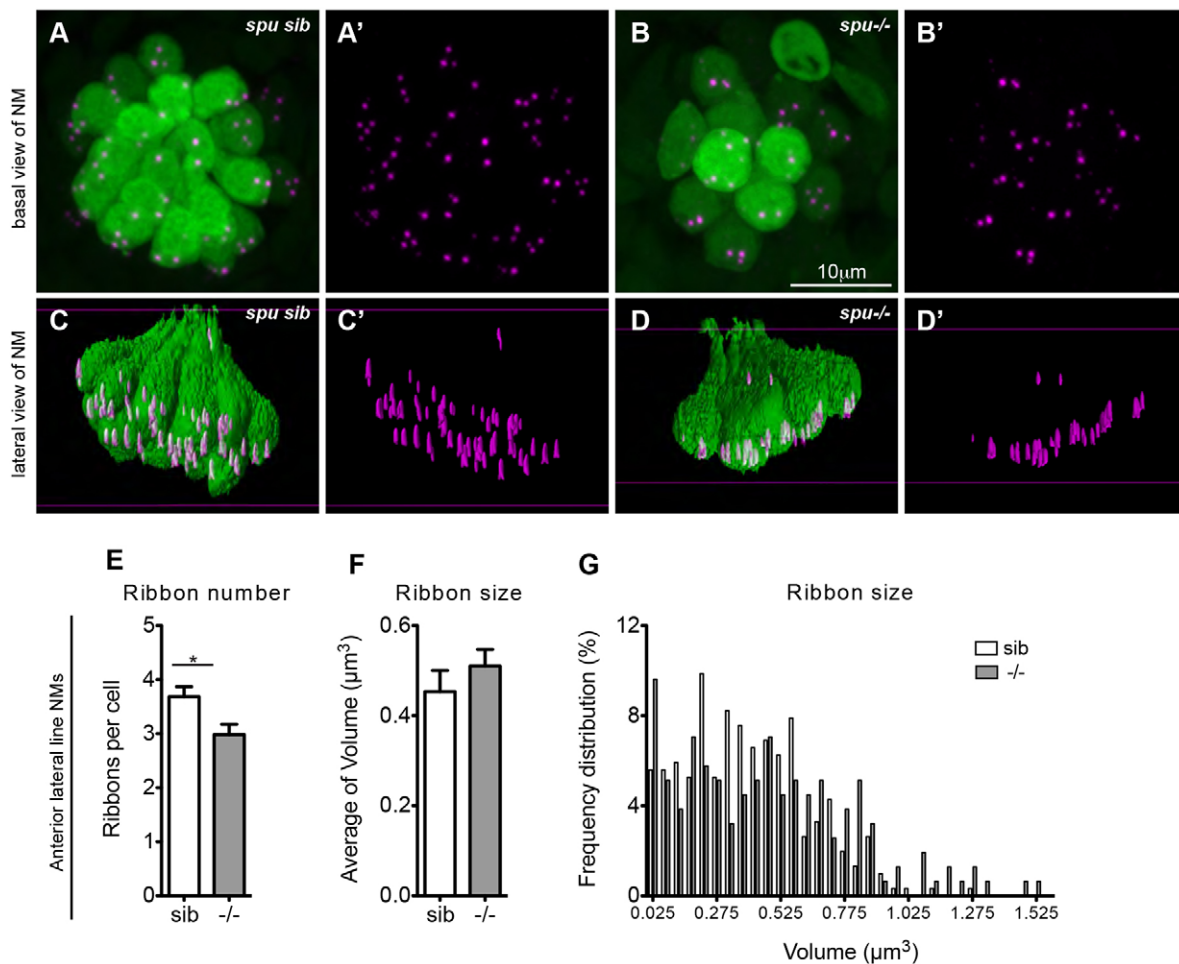 basal view of NM
A
spu sib
A'
B
spu-/-
B'
10µm
lateral view of NM
C
spu sib
C'
D
spu-/-
D'
Anterior lateral line NMs
E
Ribbon number
Ribbons per cell
5
4
3
2
1
0
*
sib -/-
F
Ribbon size
Average of Volume (µm³)
0.6
0.4
0.2
0.0
sib -/-
G
Ribbon size
Frequency distribution (%)
12
8
4
0
sib
-/-
0.025 0.275 0.525 0.775 1.025 1.275 1.525
Volume (µm³)